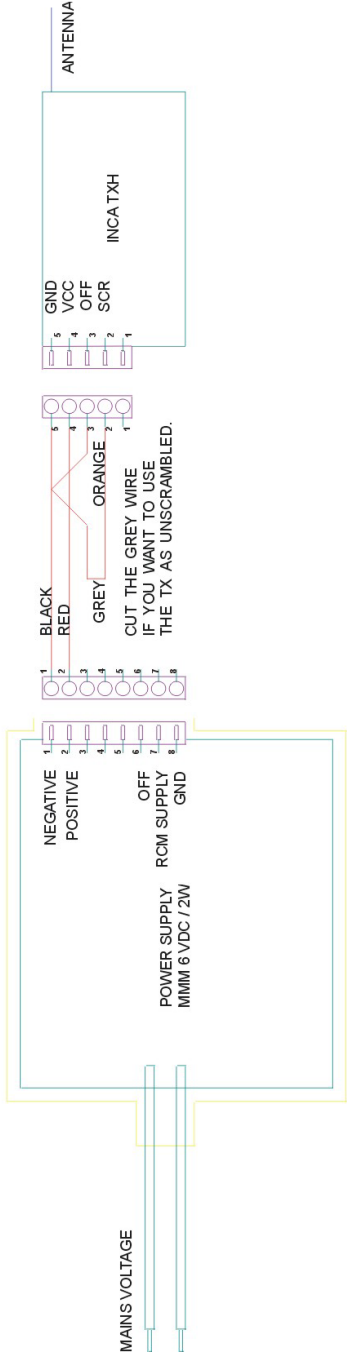 ANTENNA
INCA TXH
GND
VCC
OFF
SCR
5
4
3
2
1
5
4
3
2
1
BLACK
RED
ORANGE
GREY
CUT THE GREY WIRE
IF YOU WANT TO USE
THE TX AS UNSCRAMBLED.
1
2
3
4
5
6
7
8
1
2
3
4
5
6
7
8
NEGATIVE
POSITIVE
OFF
RCM SUPPLY
GND
POWER SUPPLY
MMM 6 VDC / 2W
MAINS VOLTAGE